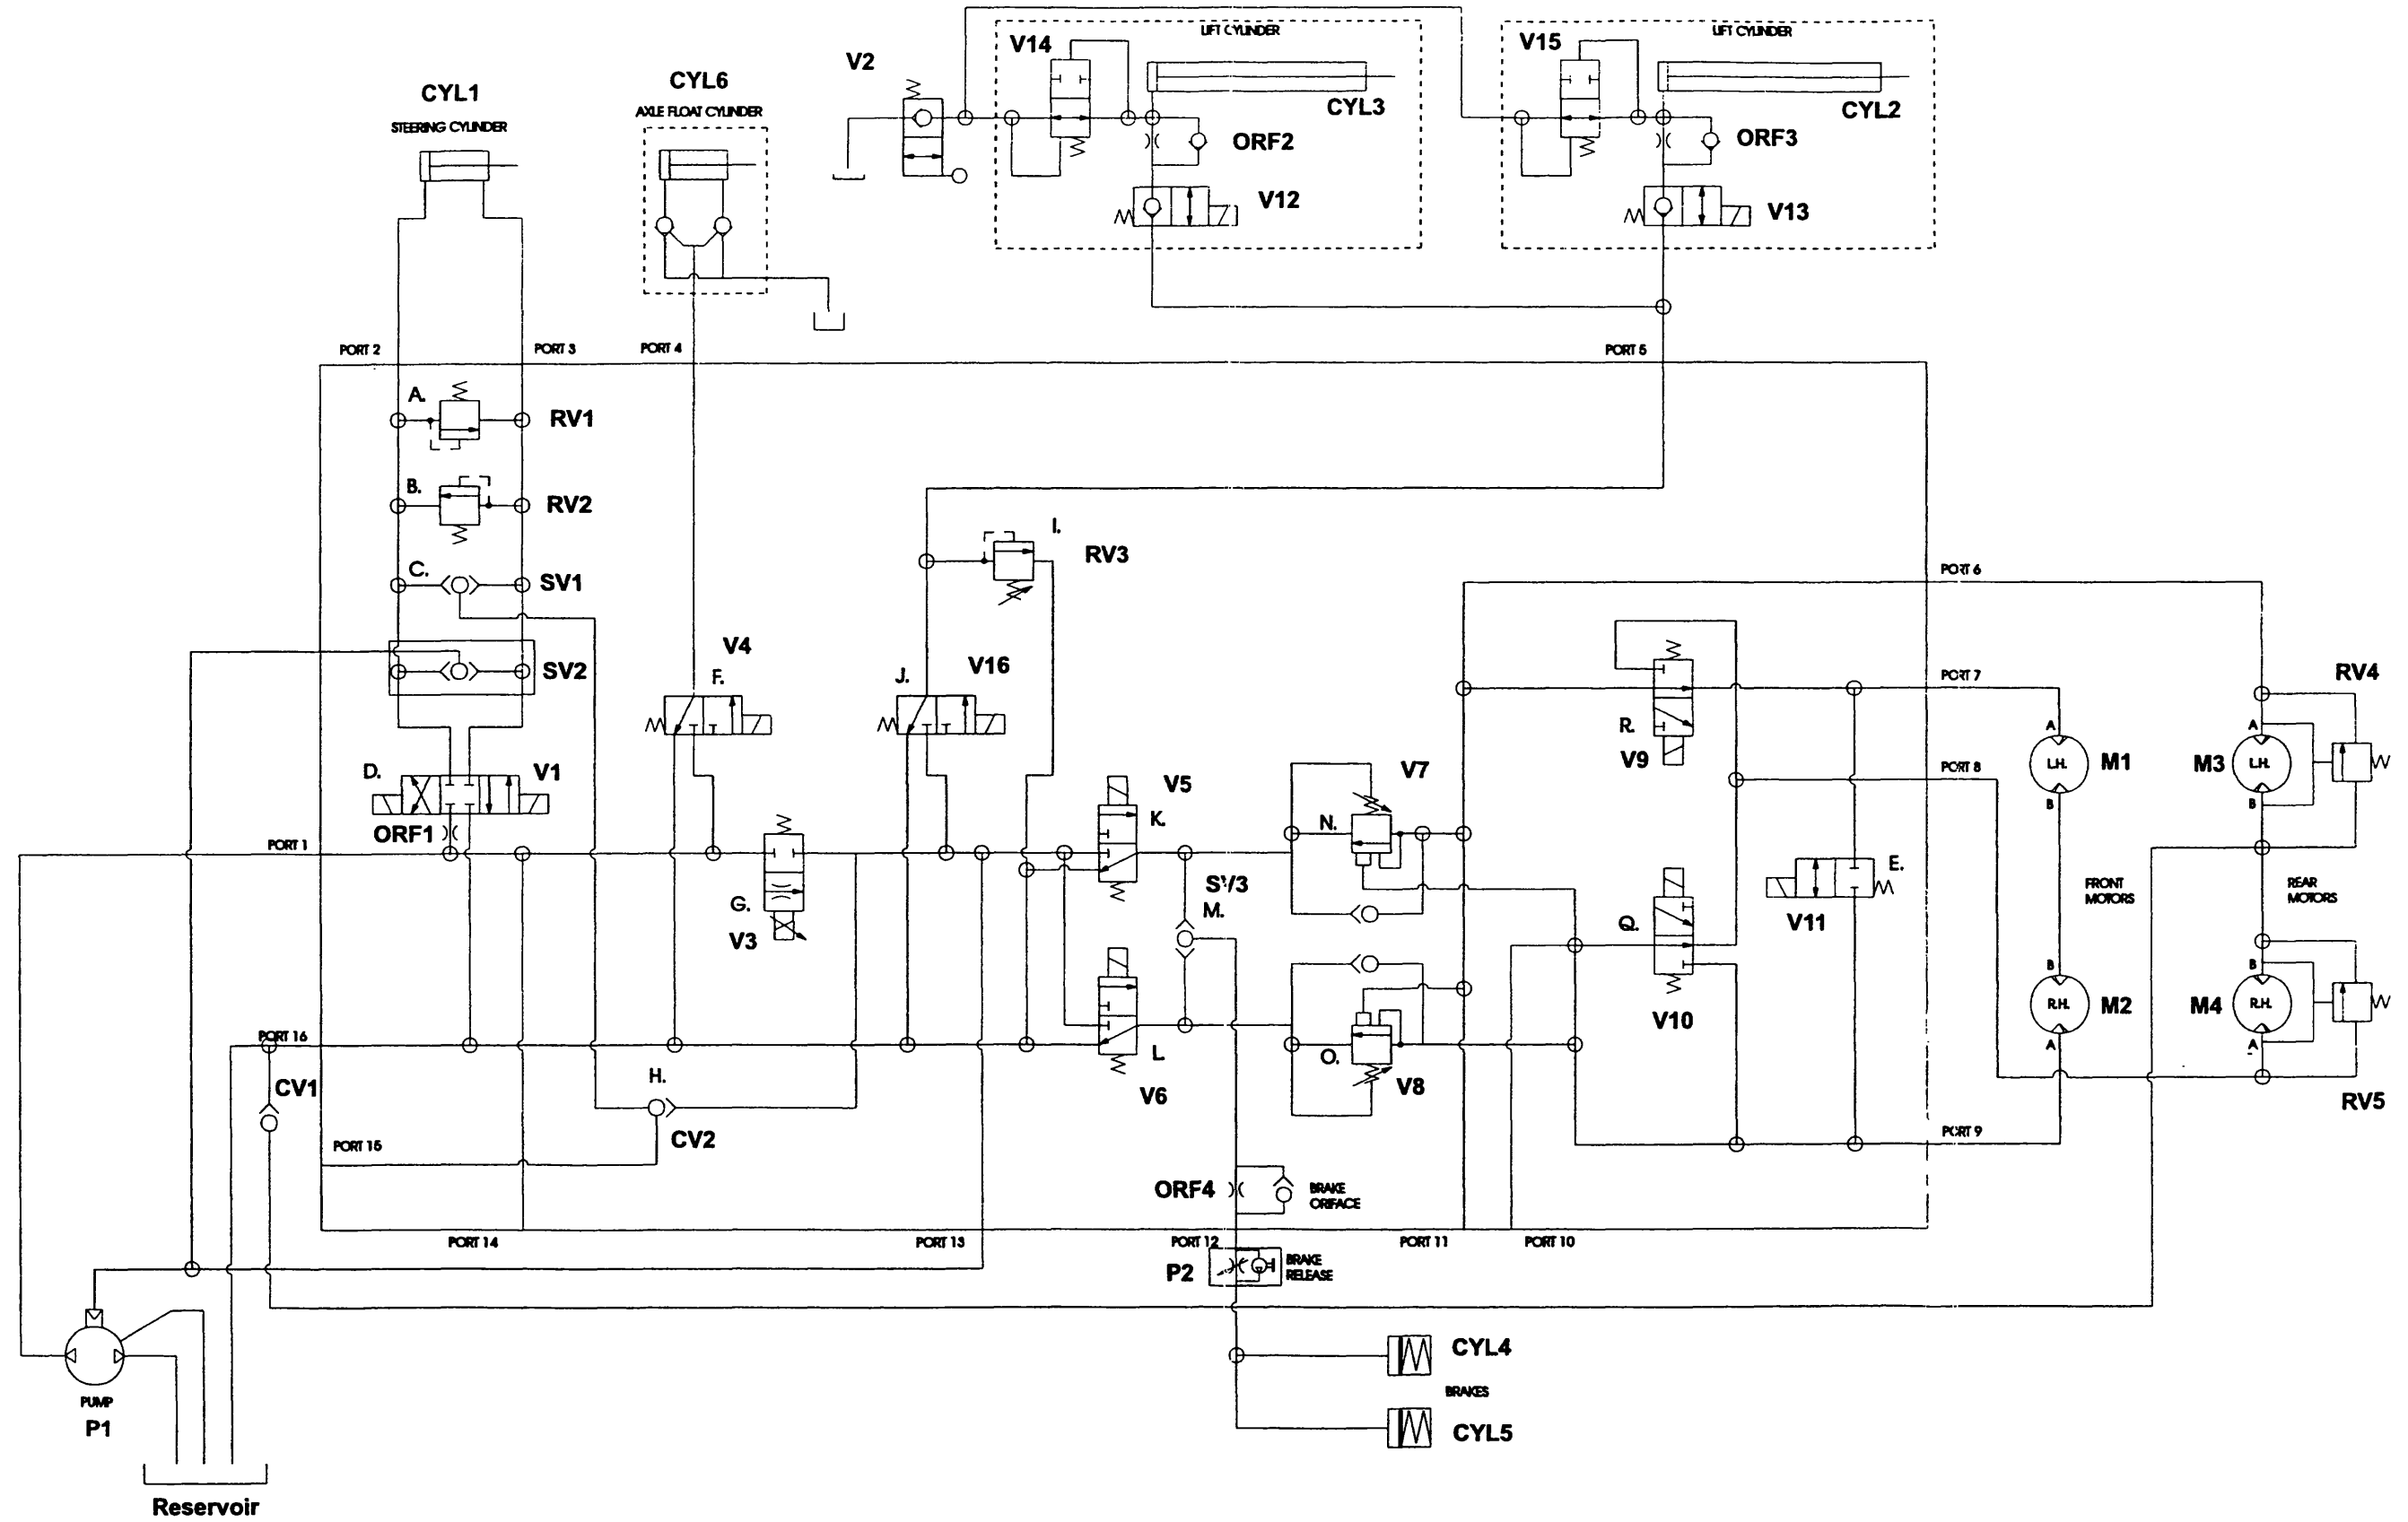 LIFT CYLINDER
LIFT CYLINDER
V14
V15
V2
CYL6
CYL1
AXLE FLOAT CYLINDER
STEERING CYLINDER
CYL3
CYL2
ORF2
ORF3
V12
V13
PORT 2
PORT 3
PORT 4
PORT 5
A.
RV1
B.
RV2
I.
RV3
C.
SV1
PORT 6
V4
SV2
F.
J.
V16
PORT 7
RV4
R.
V9
A
A
D.
V1
V5
V7
PORT 8
L.H.
M1
M3
L.H.
B
B
ORF1
K.
N.
PORT 1
E.
G.
SV3
M.
FRONT
MOTORS
REAR
MOTORS
V3
Q.
V11
B
B
V10
R.H.
M2
M4
R.H.
PORT 16
L.
O.
A
A
CV1
H.
V6
V8
RV5
CV2
PORT 15
PORT 9
ORF4
BRAKE
ORIFACE
PORT 14
PORT 13
PORT 12
PORT 11
PORT 10
P2
BRAKE
RELEASE
CYL4
PUMP
BRAKES
P1
CYL5
Reservoir